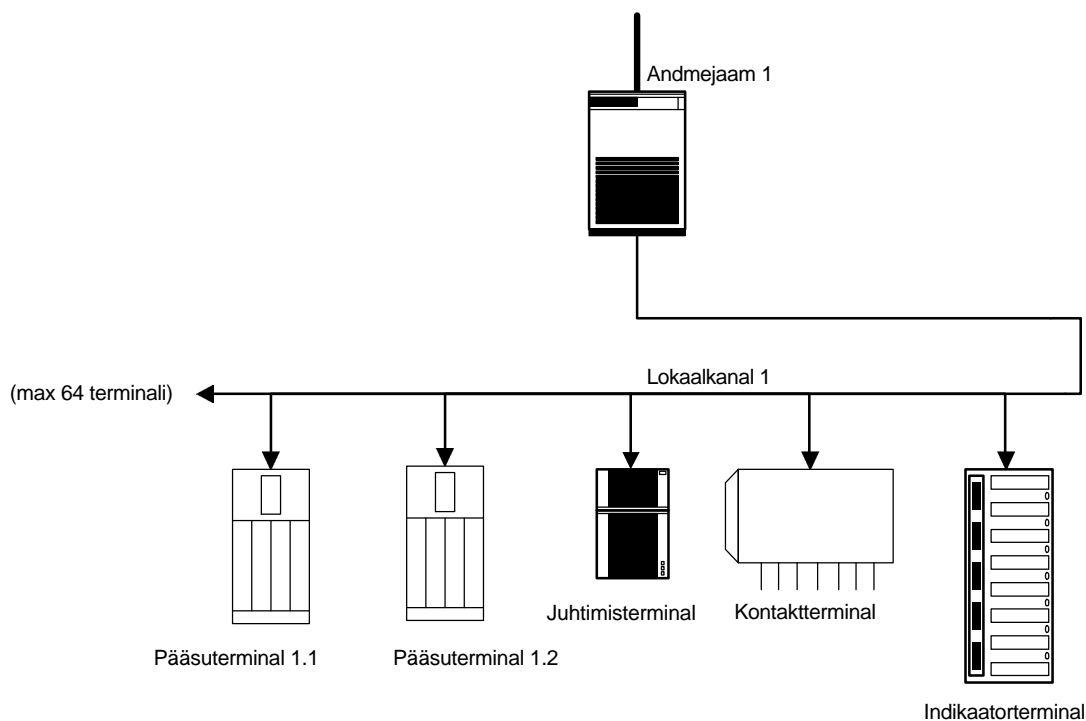 Andmejaam 1
Lokaalkanal 1
(max 64 terminali)
Juhtimisterminal
Kontaktterminal
Pääsuterminal 1.1
Pääsuterminal 1.2
Indikaatorterminal